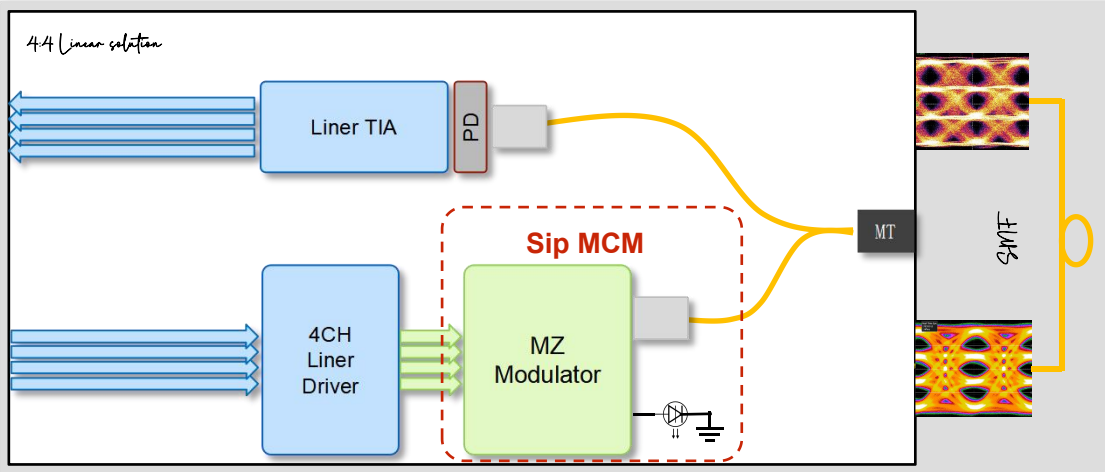 4:4 Linear solution
Liner TIA
PD
Sip MCM
MT
4CH
Liner
Driver
MZ
Modulator
SMF